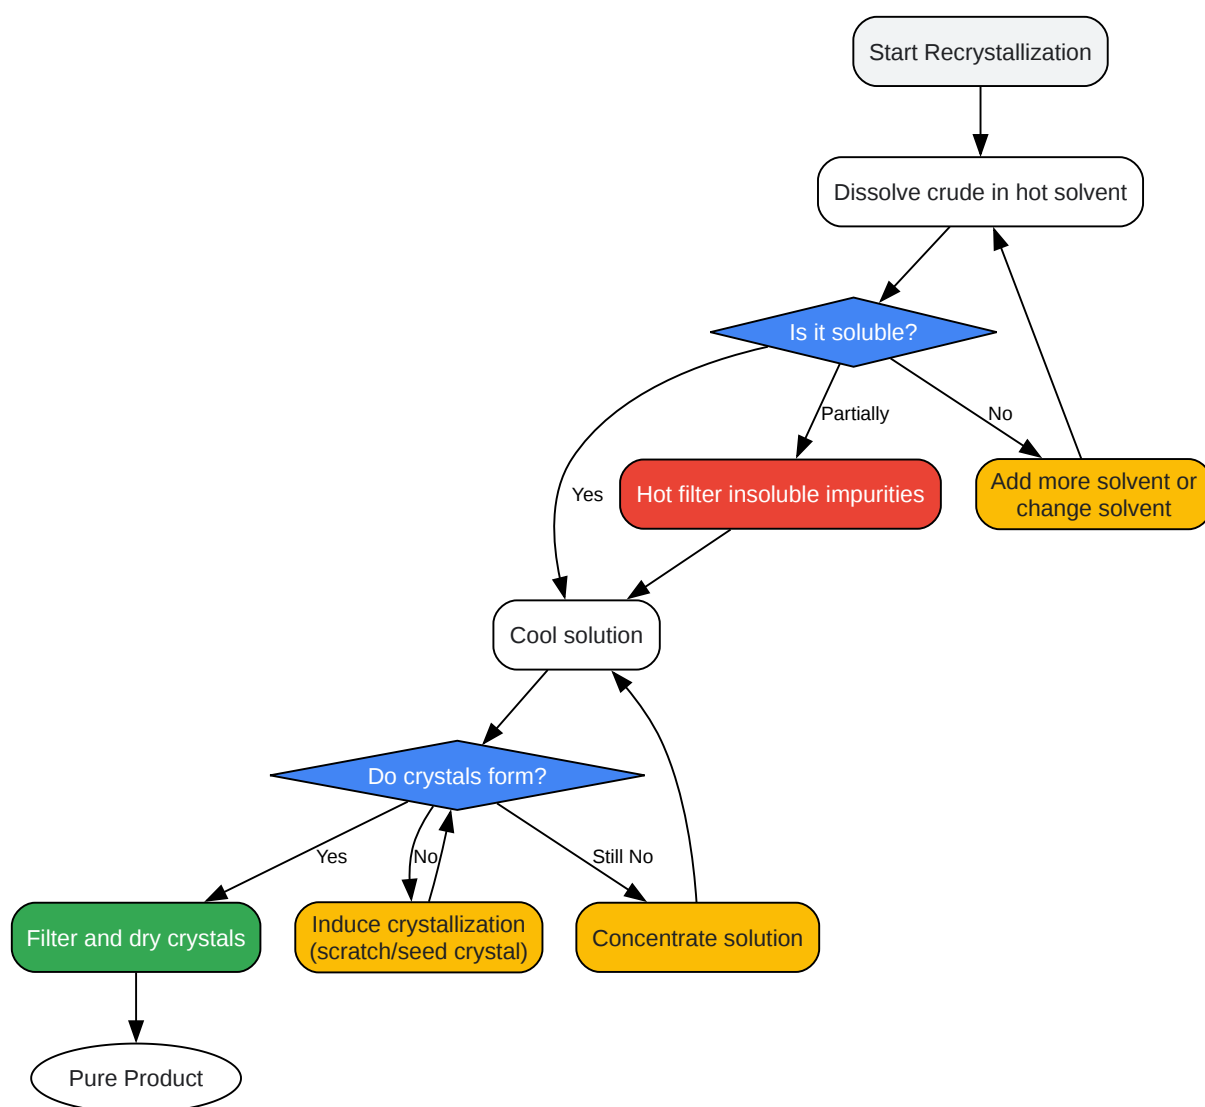 Start Recrystallization
Dissolve crude in hot solvent
Is it soluble?
Partially
No
Yes
Hot filter insoluble impurities
Add more solvent or
change solvent
Cool solution
Do crystals form?
Yes
No
Still No
Filter and dry crystals
Induce crystallization
(scratch/seed crystal)
Concentrate solution
Pure Product